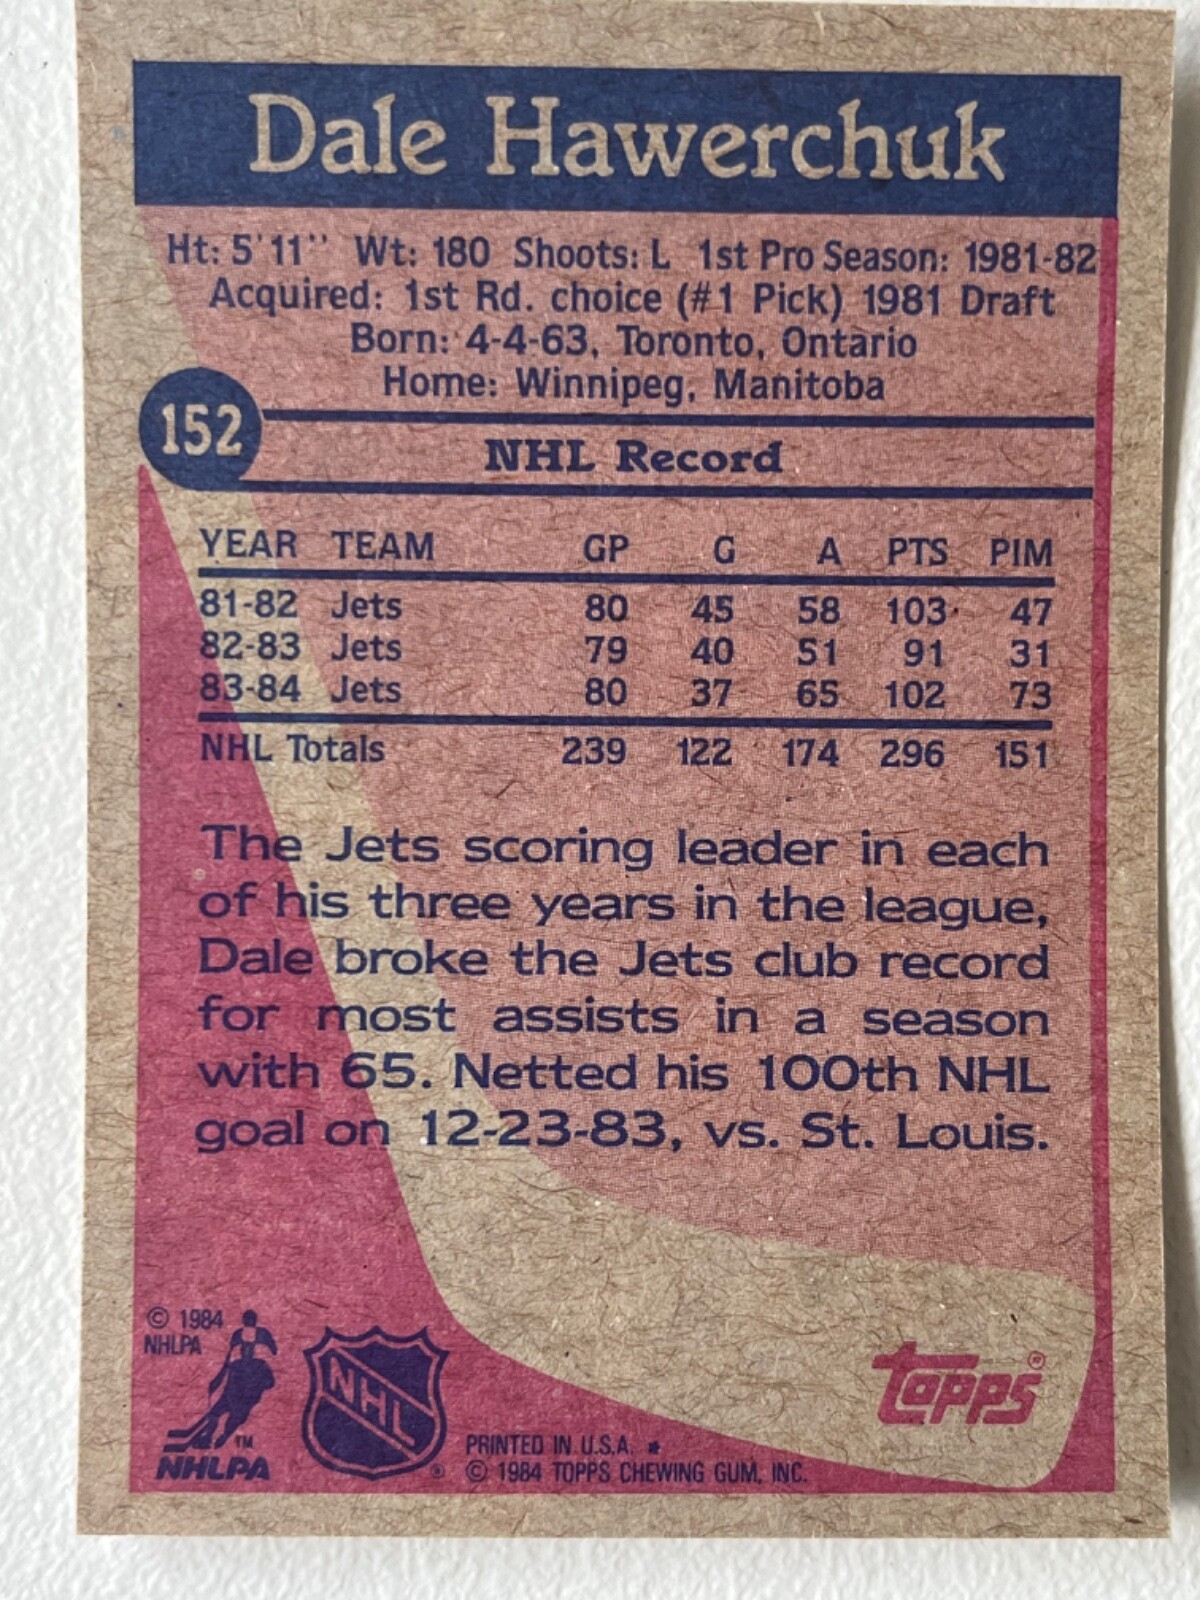 Dale Hawerchuk
Ht: 5'11'' Wt: 180 Shoots: L 1st Pro Season: 1981-82
Acquired: 1st Rd. choice (#1 Pick) 1981 Draft
Born: 4-4-63, Toronto, Ontario
Home: Winnipeg, Manitoba
152
NHL Record
YEAR TEAM GP G A PTS PIM
81-82 Jets 80 45 58 103 47
82-83 Jets 79 40 51 91 31
83-84 Jets 80 37 65 102 73
NHL Totals 239 122 174 296 151
The Jets scoring leader in each
of his three years in the league,
Dale broke the Jets club record
for most assists in a season
with 65. Netted his 100th NHL
goal on 12-23-83, vs. St. Louis.
© 1984
NHLPA
TM
NHLPA
NHL
®
PRINTED IN U.S.A. *
© 1984 TOPPS CHEWING GUM, INC.
topps®